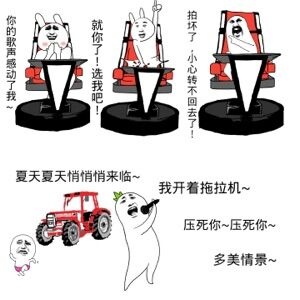 你的歌声感动了我~
就你了！选我吧！
拍坏了，小心转不回去了！
夏天夏天悄悄悄来临~
我开着拖拉机~
压死你~压死你~
多美情景~